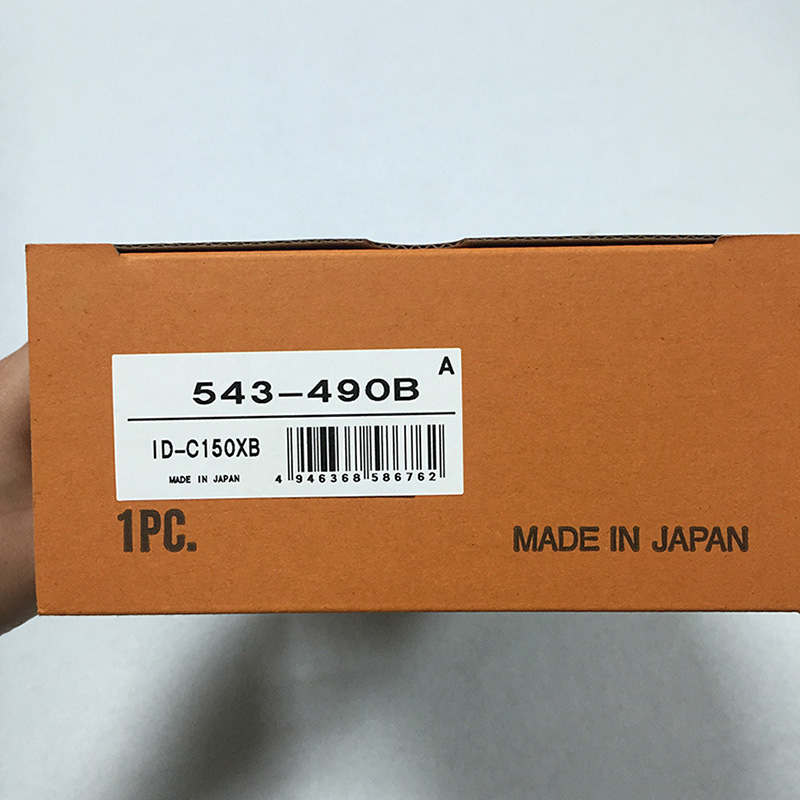 A
543-490B
ID-C150XB
MADE IN JAPAN
4 946368 586762
1PC.
MADE IN JAPAN